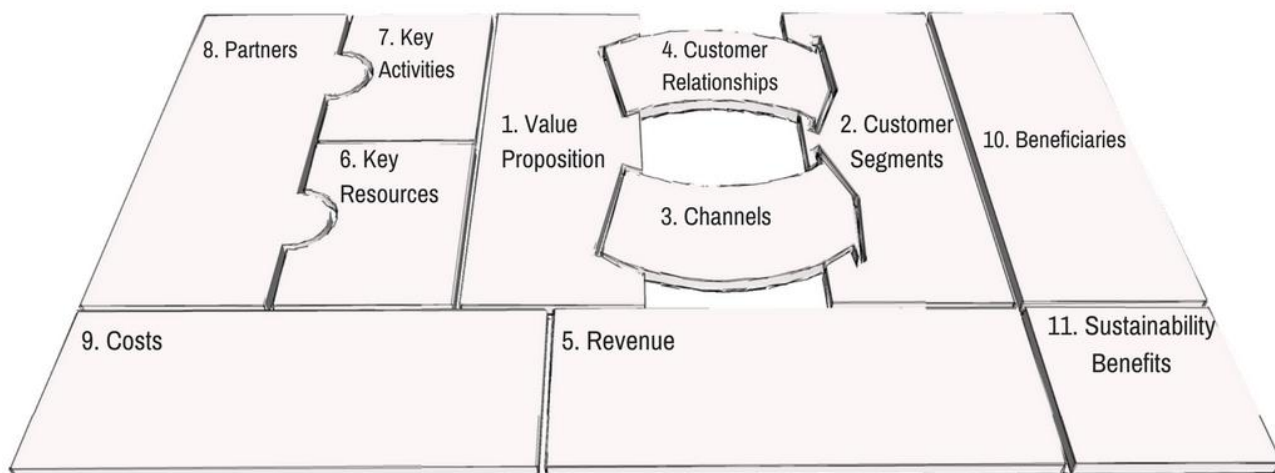 8. Partners
7. Key
Activities
6. Key
Resources
1. Value
Proposition
4. Customer
Relationships
3. Channels
2. Customer
Segments
10. Beneficiaries
9. Costs
5. Revenue
11. Sustainability
Benefits